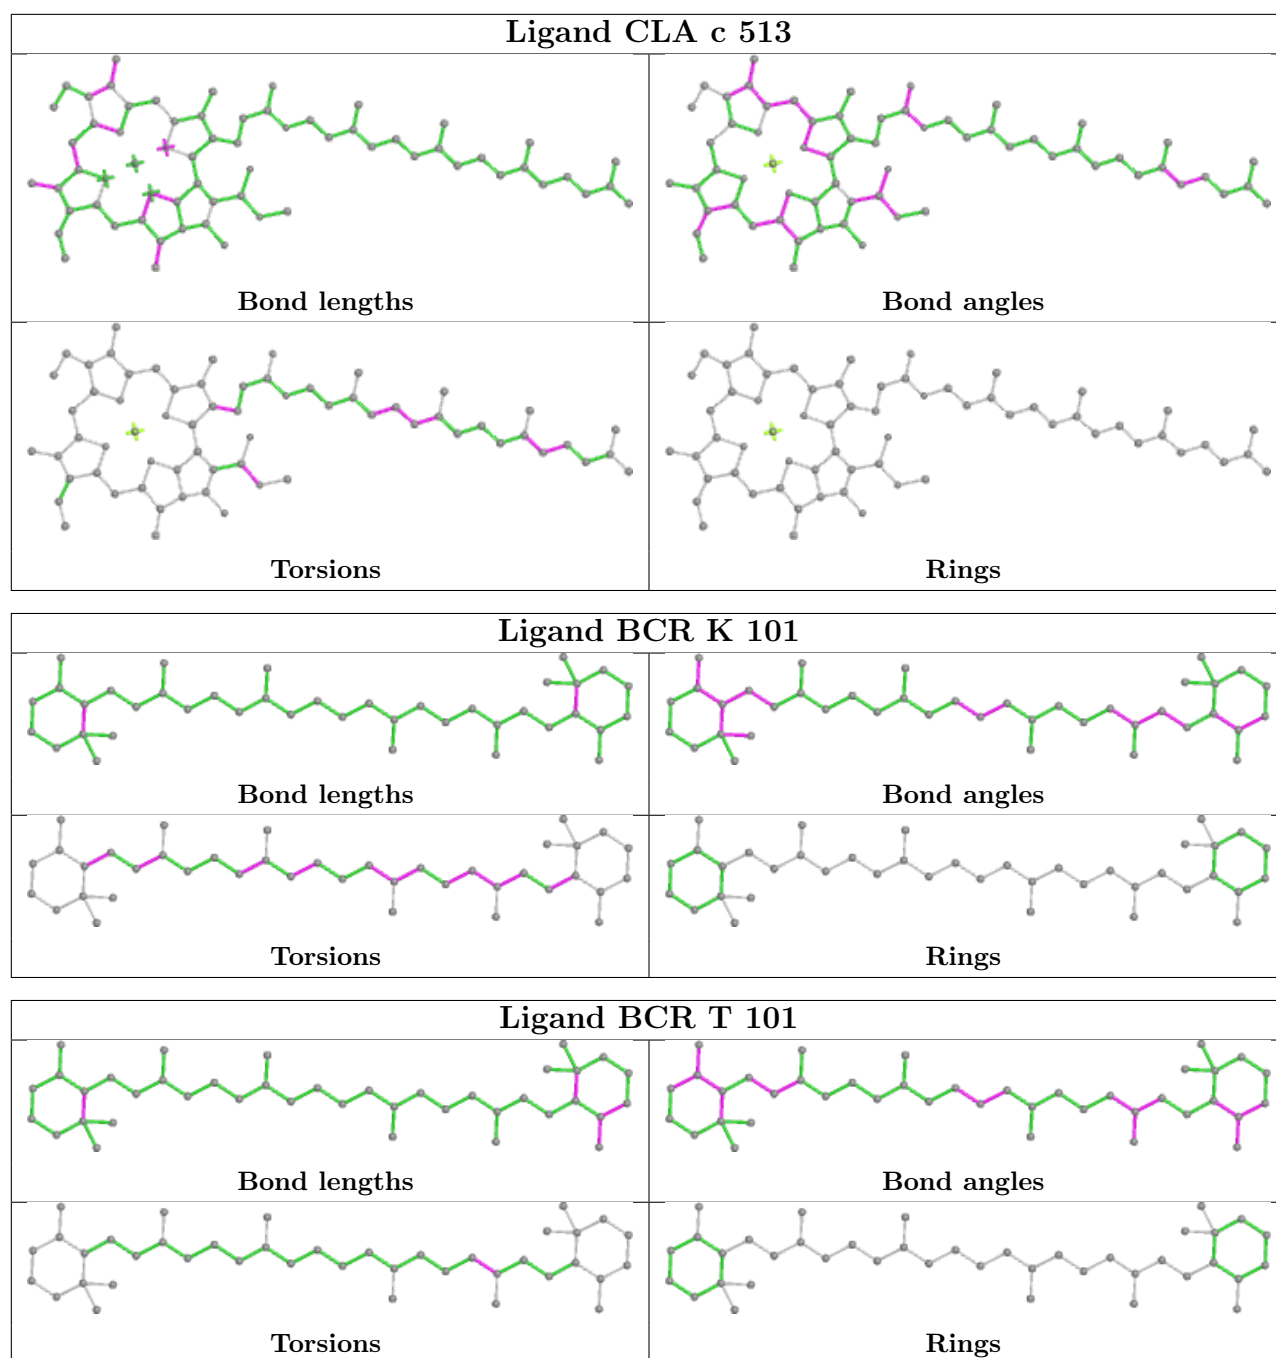 Ligand CLA c 513
Bond lengths
Bond angles
Torsions
Rings
Ligand BCR K 101
Bond lengths
Bond angles
Torsions
Rings
Ligand BCR T 101
Bond lengths
Bond angles
Torsions
Rings